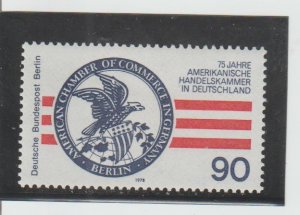 Deutsche Bundespost Berlin
75 JAHRE
AMERIKANISCHE
HANDELSKAMMER
IN DEUTSCHLAND
AMERICAN CHAMBER OF COMMERCE IN GERMANY
BERLIN
1978
90